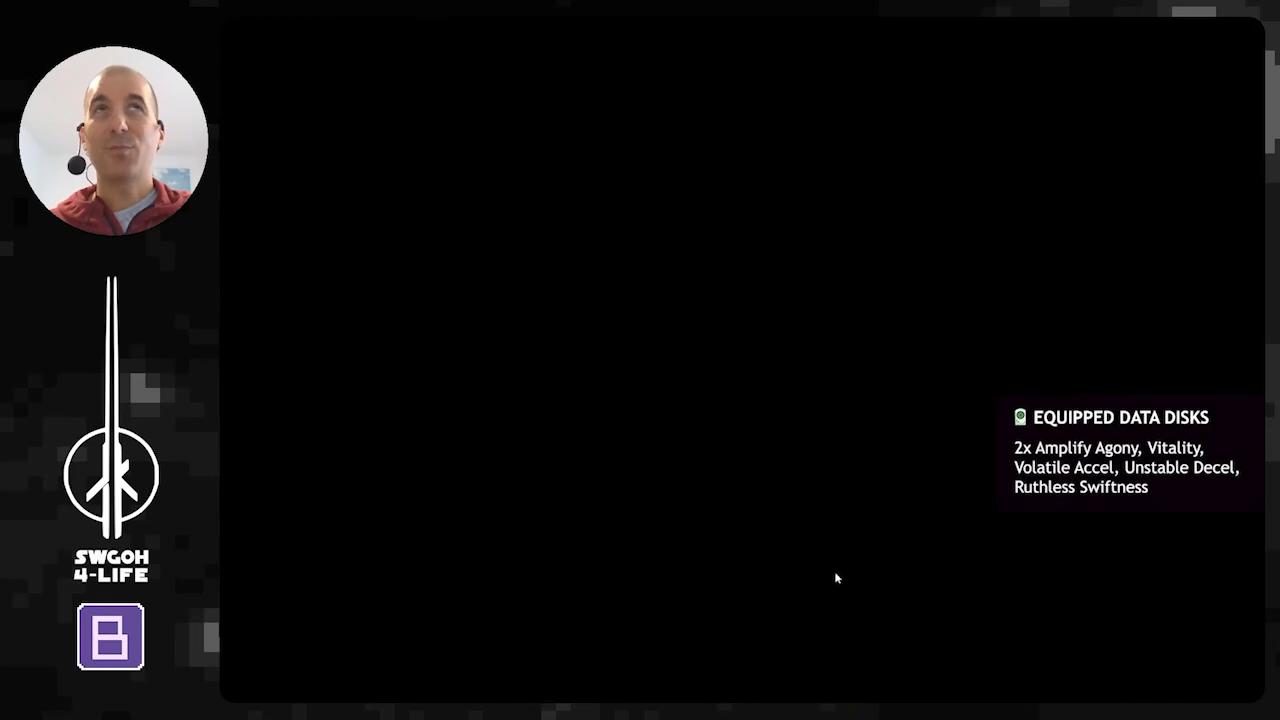 SWGOH
4-LIFE
B
EQUIPPED DATA DISKS
2x Amplify Agony, Vitality,
Volatile Accel, Unstable Decel,
Ruthless Swiftness